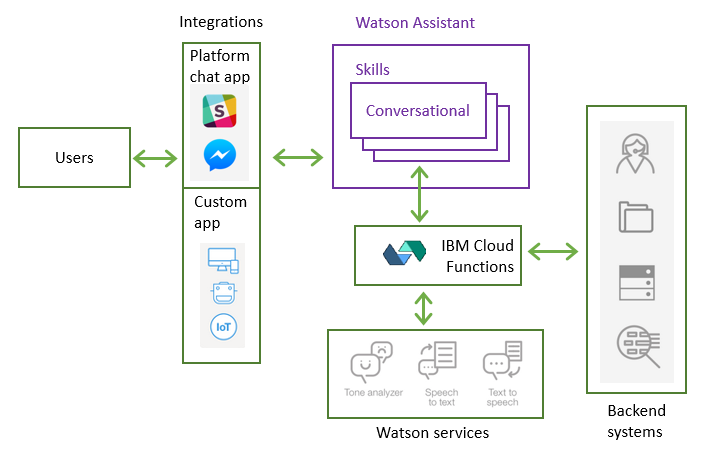 Integrations
Watson Assistant
Platform
chat app
Skills
Conversational
S
Users
Custom
app
IBM Cloud
Functions
IoT
Tone analyzer
Speech
to text
Text to
speech
Watson services
Backend
systems